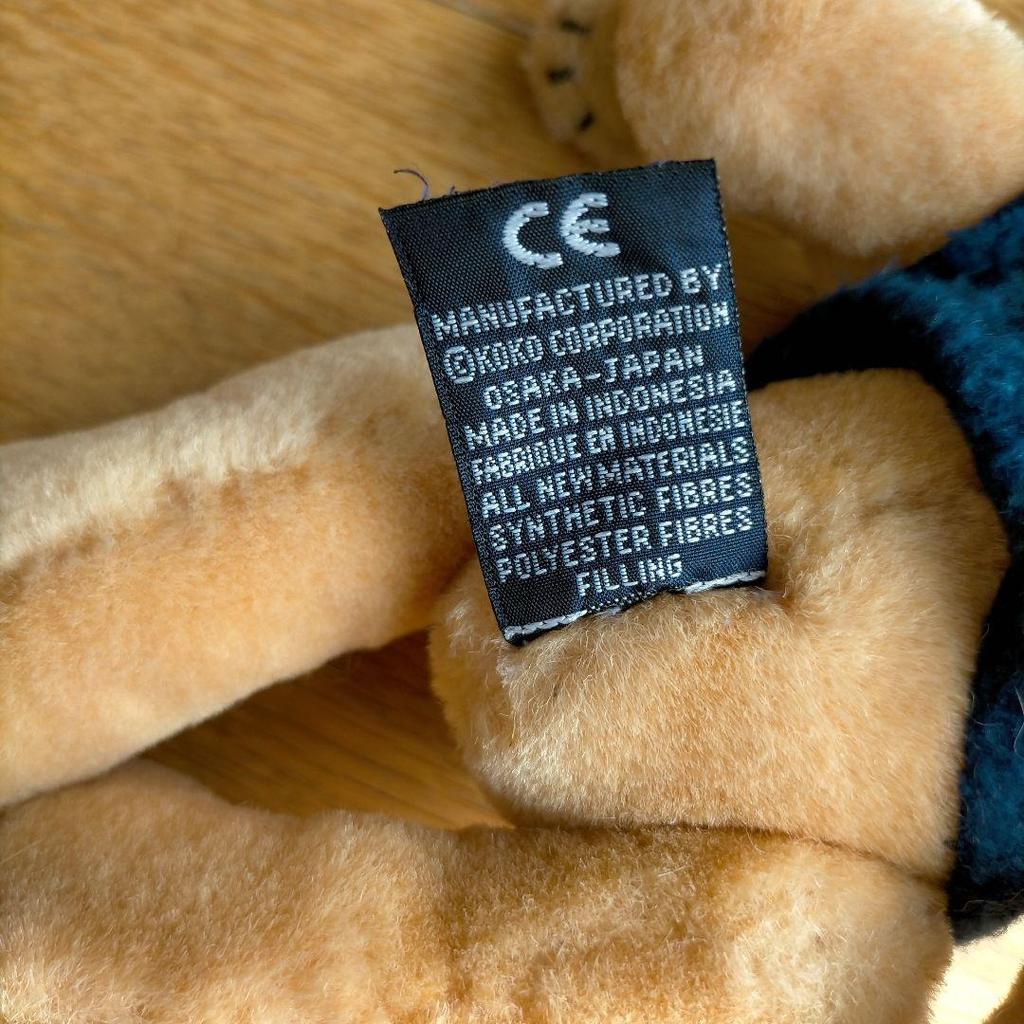 CE
MANUFACTURED BY
©KOKO CORPORATION
OSAKA-JAPAN
MADE IN INDONESIA
FABRIQUE EN INDONESIE
ALL NEW MATERIALS
SYNTHETIC FIBRES
POLYESTER FIBRES
FILLING